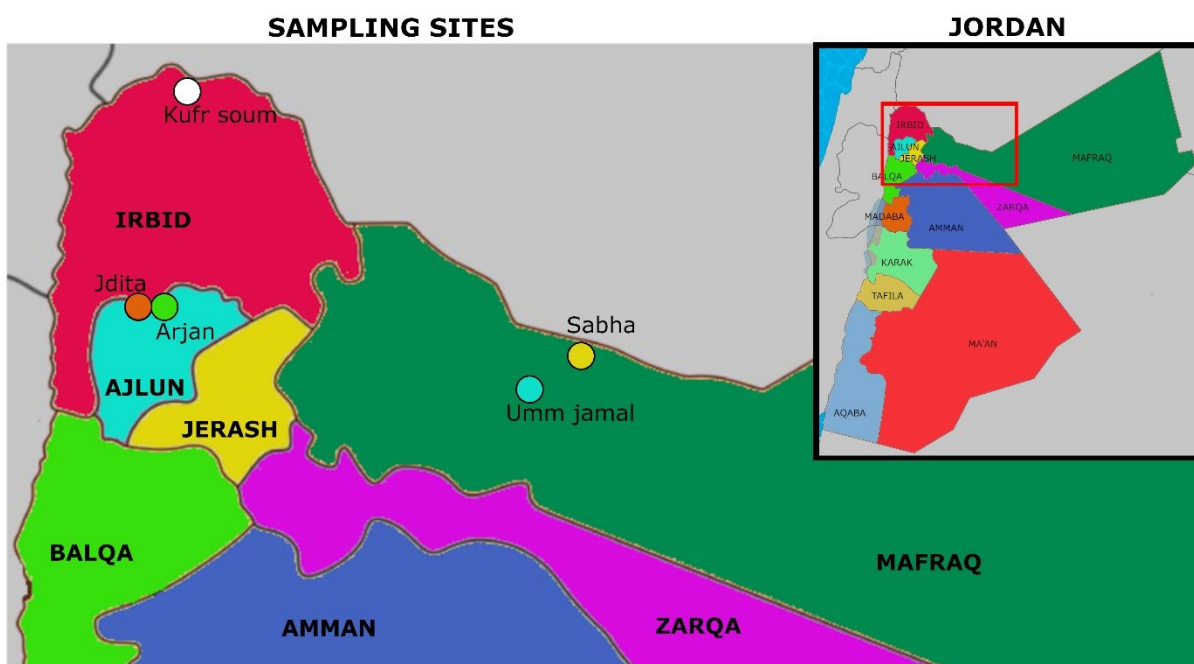 SAMPLING SITES
JORDAN
Kufr soum
IRBID
Jdita
Arjan
AJLUN
JERASH
Sabha
Umm jamal
BALQA
AMMAN
ZARQA
MAFRAQ
IRBID
AJLUN
JERASH
BALQA
MAFRAQ
ZARQA
MADABA
AMMAN
KARAK
TAFILA
MA'AN
AQABA